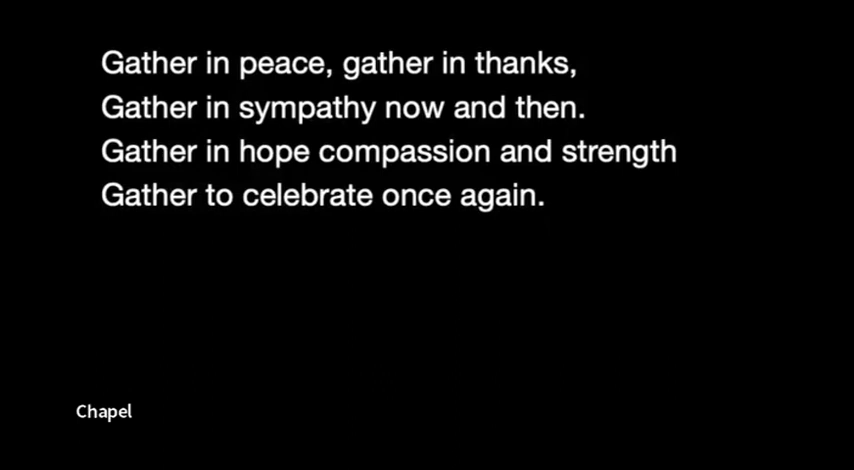 Gather in peace, gather in thanks,
Gather in sympathy now and then.
Gather in hope compassion and strength
Gather to celebrate once again.
Chapel